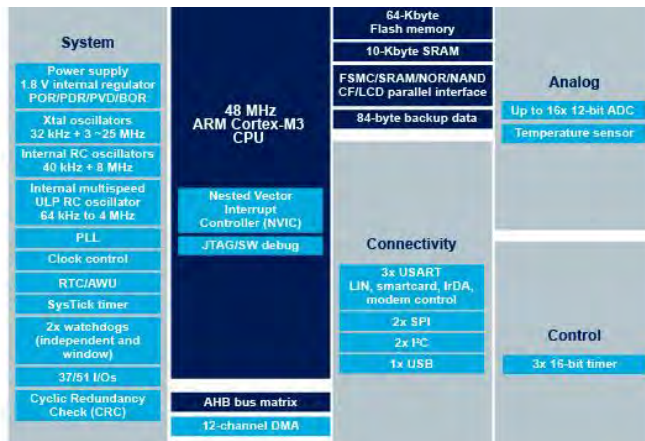 System
Power supply
1.8 V internal regulator
POR/PDR/PVD/BOR
Xtal oscillators
32 kHz + 3 ~25 MHz
Internal RC oscillators
40 kHz + 8 MHz
Internal multispeed
ULP RC oscillator
64 kHz to 4 MHz
PLL
Clock control
RTC/AWU
SysTick timer
2x watchdogs
(independent and
window)
37/51 I/Os
Cyclic Redundancy
Check (CRC)
48 MHz
ARM Cortex-M3
CPU
Nested Vector
Interrupt
Controller (NVIC)
JTAG/SW debug
AHB bus matrix
12-channel DMA
64-Kbyte
Flash memory
10-Kbyte SRAM
FSMC/SRAM/NOR/NAND
CF/LCD parallel interface
84-byte backup data
Connectivity
3x USART
LIN, smartcard, IrDA,
modem control
2x SPI
2x I²C
1x USB
Analog
Up to 16x 12-bit ADC
Temperature sensor
Control
3x 16-bit timer